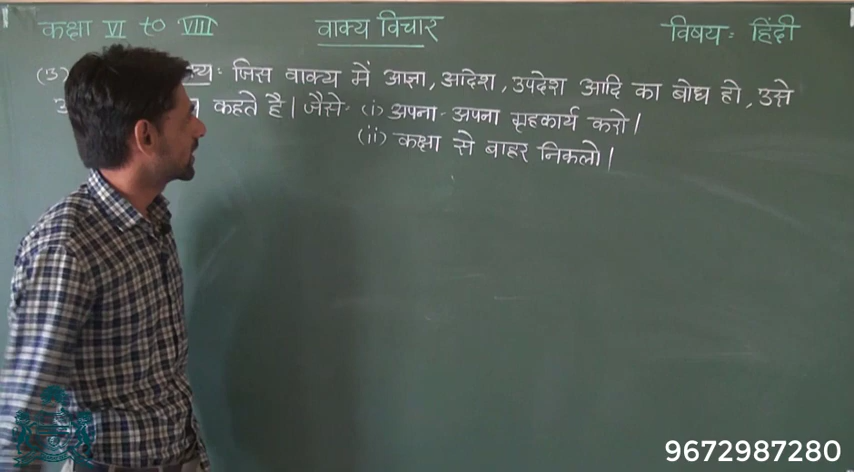 कक्षा VI to VIII वाक्य विचार विषय: हिंदी
(3) जिस वाक्य में आज्ञा, आदेश, उपदेश आदि का बोध हो, उसे
कहते है। जैसे- (i) अपना-अपना गृहकार्य करो।
(ii) कक्षा से बाहर निकलो।
9672987280